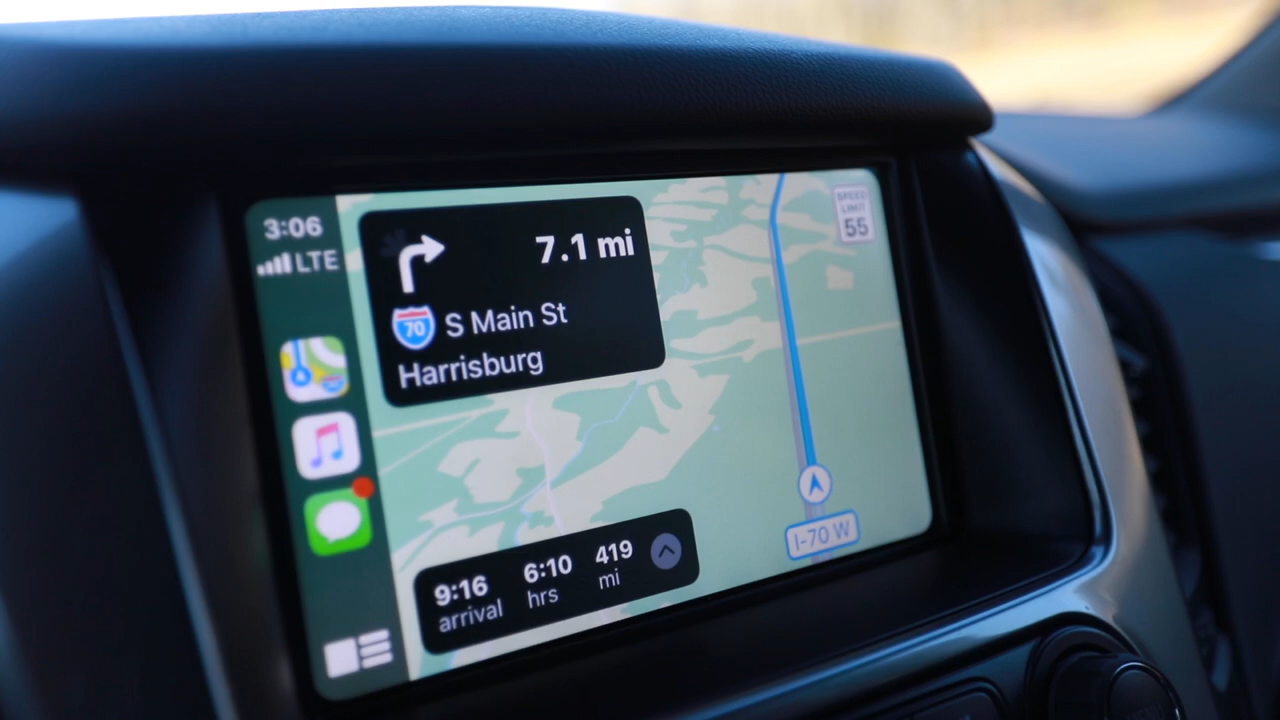 3:06
LTE
7.1 mi
70 S Main St
Harrisburg
SPEED
LIMIT
55
I-70 W
9:16 6:10 419
arrival hrs mi